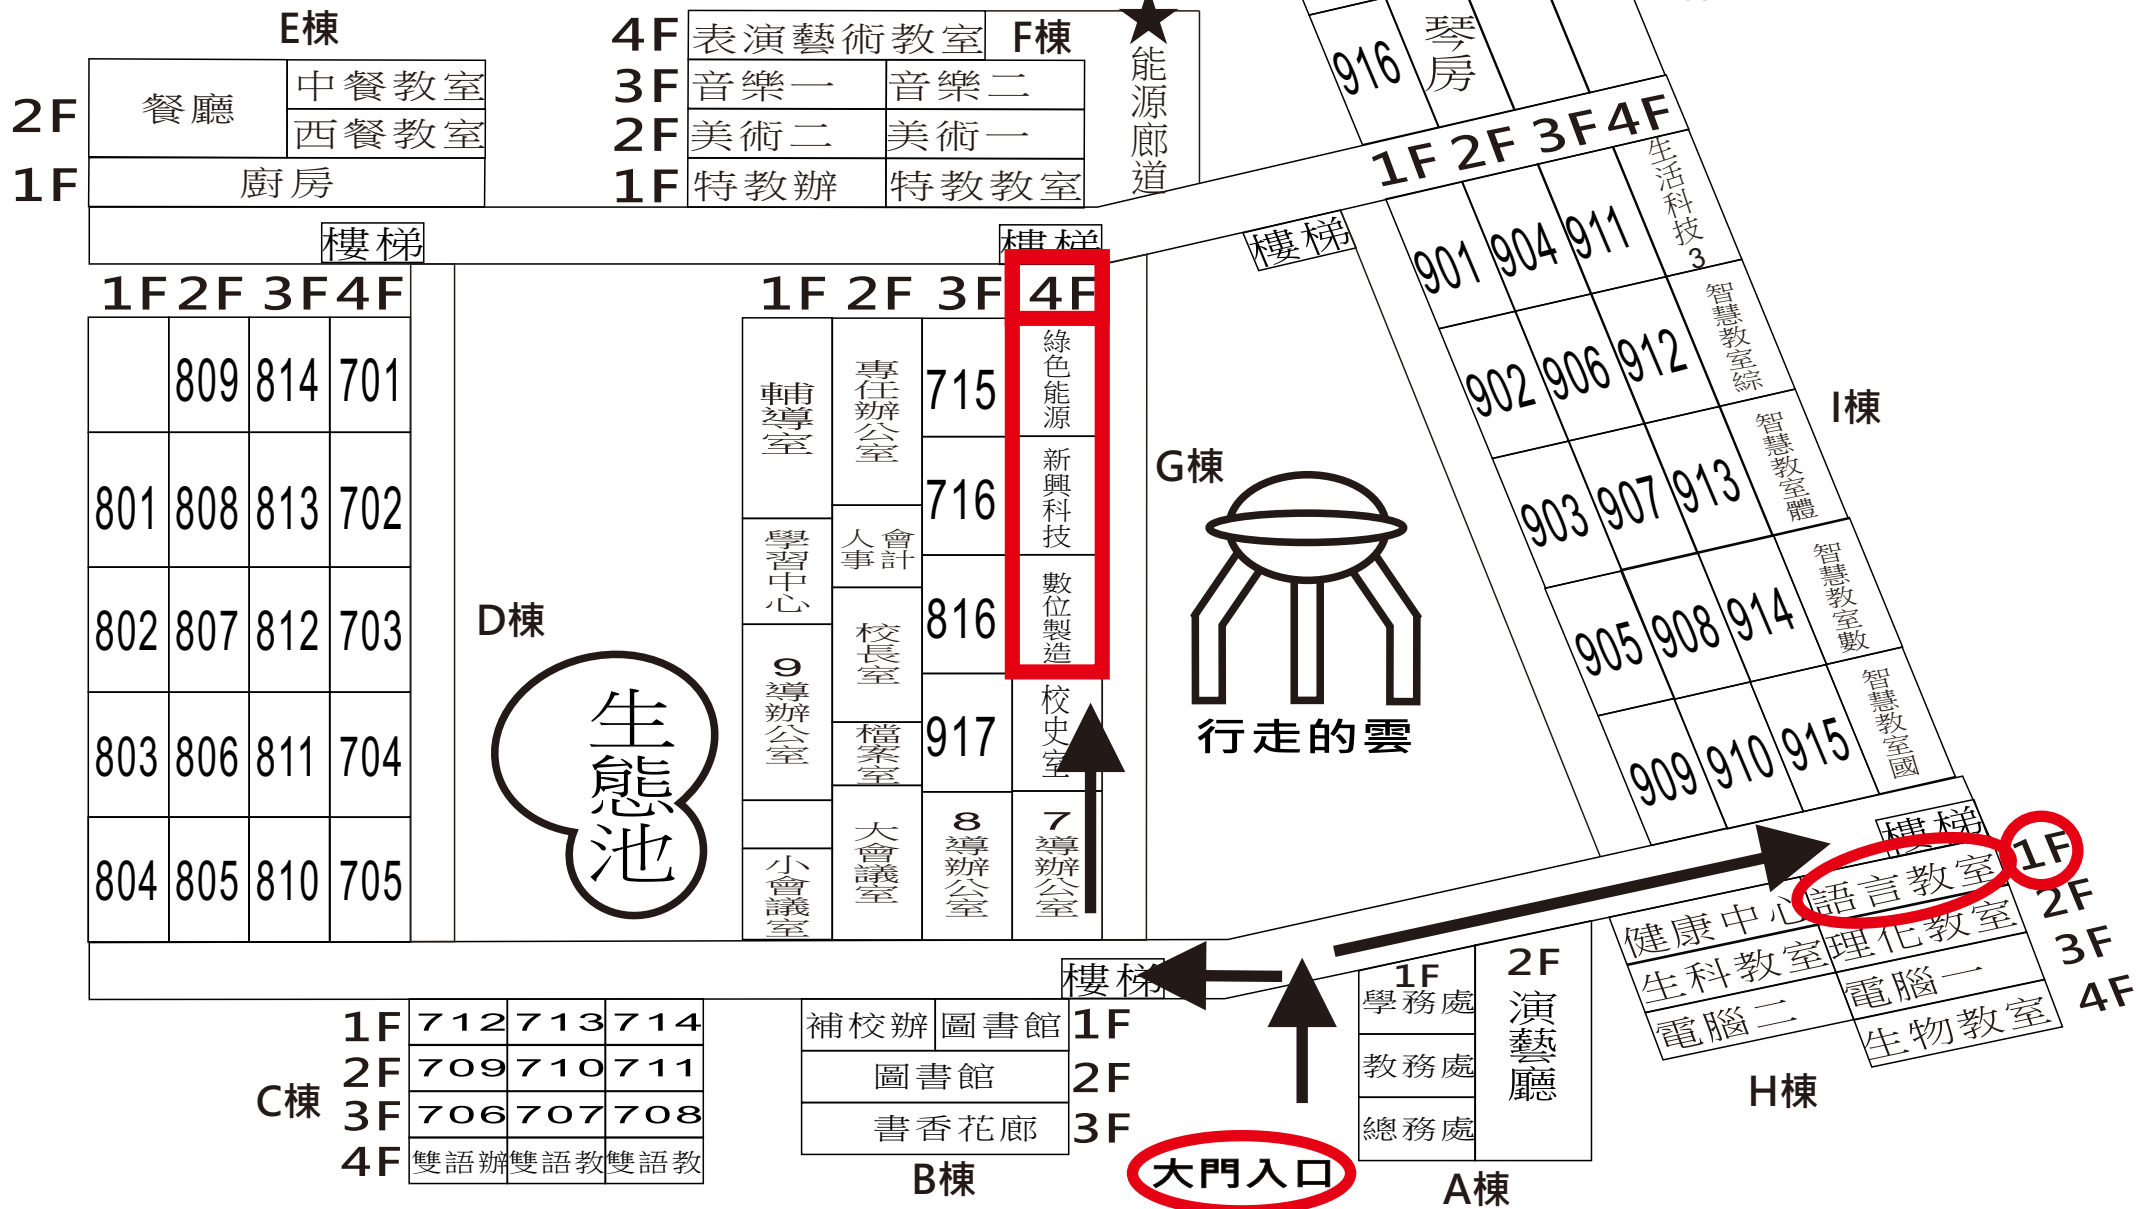 E棟
2F 餐廳 中餐教室
西餐教室
1F 廚房
4F 表演藝術教室 F棟
3F 音樂一 音樂二
2F 美術二 美術一
1F 特教辦 特教教室
能源廊道
916 琴房
1F 2F 3F 4F
樓梯
樓梯
樓梯
1F 2F 3F 4F
809 814 701
801 808 813 702
802 807 812 703
803 806 811 704
804 805 810 705
D棟
生態池
1F 2F 3F 4F
輔導室
學習中心
9導辦公室
小會議室
專任辦公室
人事 會計
校長室
檔案室
大會議室
715
716
816
917
8導辦公室
綠色能源
新興科技
數位製造
校史室
7導辦公室
G棟
行走的雲
901 904 911 生活科技3
902 906 912 智慧教室綜
903 907 913 智慧教室體
905 908 914 智慧教室數
909 910 915 智慧教室國
I棟
樓梯
健康中心 語言教室 1F
生科教室 理化教室 2F
電腦二 電腦一 3F
生物教室 4F
H棟
樓梯
1F 712 713 714
2F 709 710 711
3F 706 707 708
4F 雙語辦 雙語教 雙語教
C棟
補校辦 圖書館 1F
圖書館 2F
書香花廊 3F
B棟
大門入口
1F 2F
學務處
教務處
總務處
演藝廳
A棟